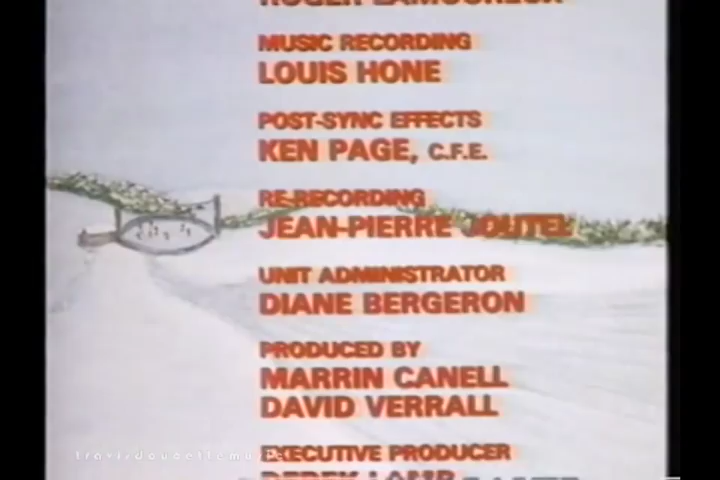 MUSIC RECORDING
LOUIS HONE
POST-SYNC EFFECTS
KEN PAGE, C.F.E.
RE-RECORDING
JEAN-PIERRE JOUTEL
UNIT ADMINISTRATOR
DIANE BERGERON
PRODUCED BY
MARRIN CANELL
DAVID VERRALL
EXECUTIVE PRODUCER